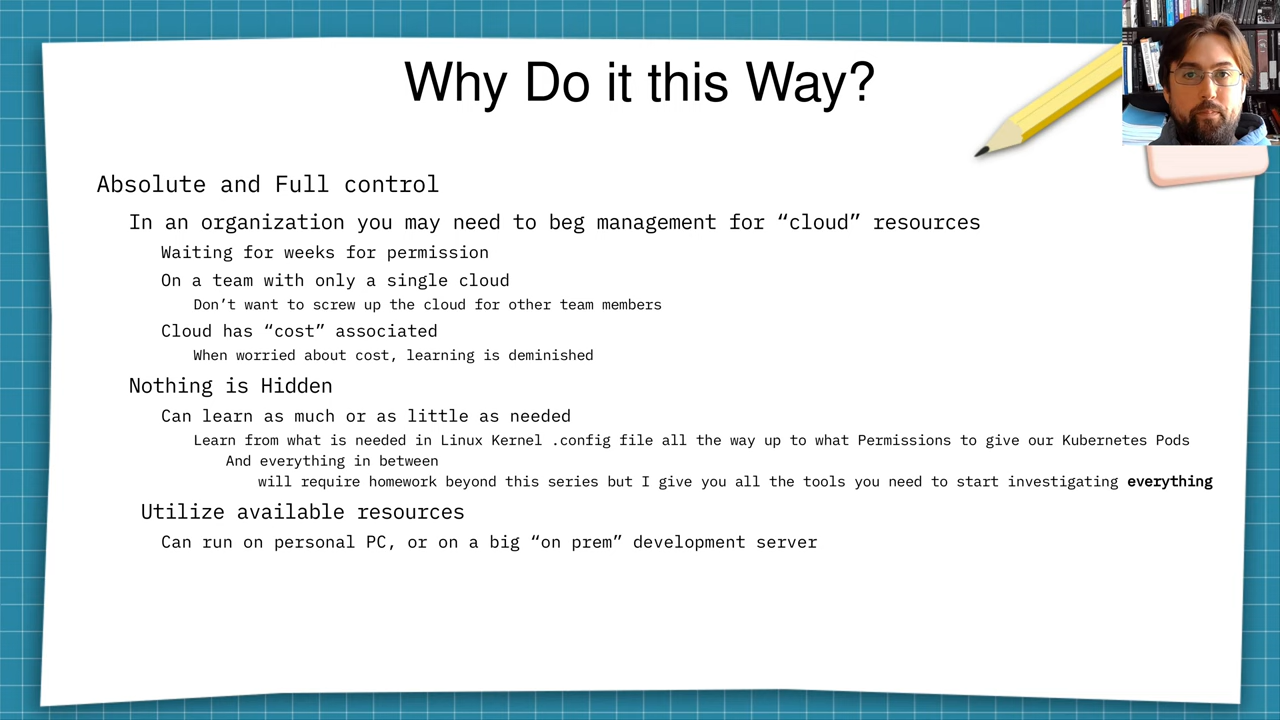 Why Do it this Way?
Absolute and Full control
In an organization you may need to beg management for “cloud” resources
Waiting for weeks for permission
On a team with only a single cloud
Don’t want to screw up the cloud for other team members
Cloud has “cost” associated
When worried about cost, learning is deminished
Nothing is Hidden
Can learn as much or as little as needed
Learn from what is needed in Linux Kernel .config file all the way up to what Permissions to give our Kubernetes Pods
And everything in between
will require homework beyond this series but I give you all the tools you need to start investigating everything
Utilize available resources
Can run on personal PC, or on a big “on prem” development server